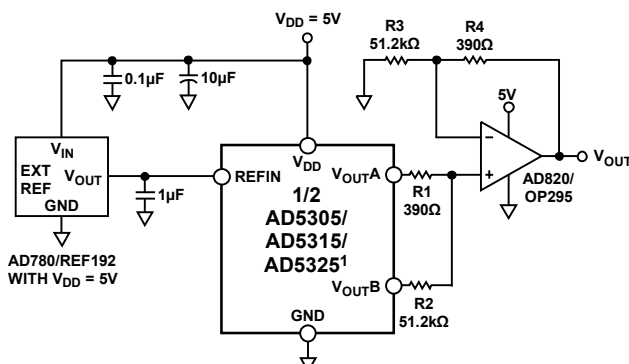 V_DD = 5V
0.1µF
10µF
R3
51.2kΩ
R4
390Ω
5V
V_IN
EXT
REF
V_OUT
GND
1µF
REFIN
V_DD
V_OUT A
V_OUT B
GND
1/2
AD5305/
AD5315/
AD5325¹
R1
390Ω
R2
51.2kΩ
−
+
V_OUT
AD820/
OP295
AD780/REF192
WITH V_DD = 5V